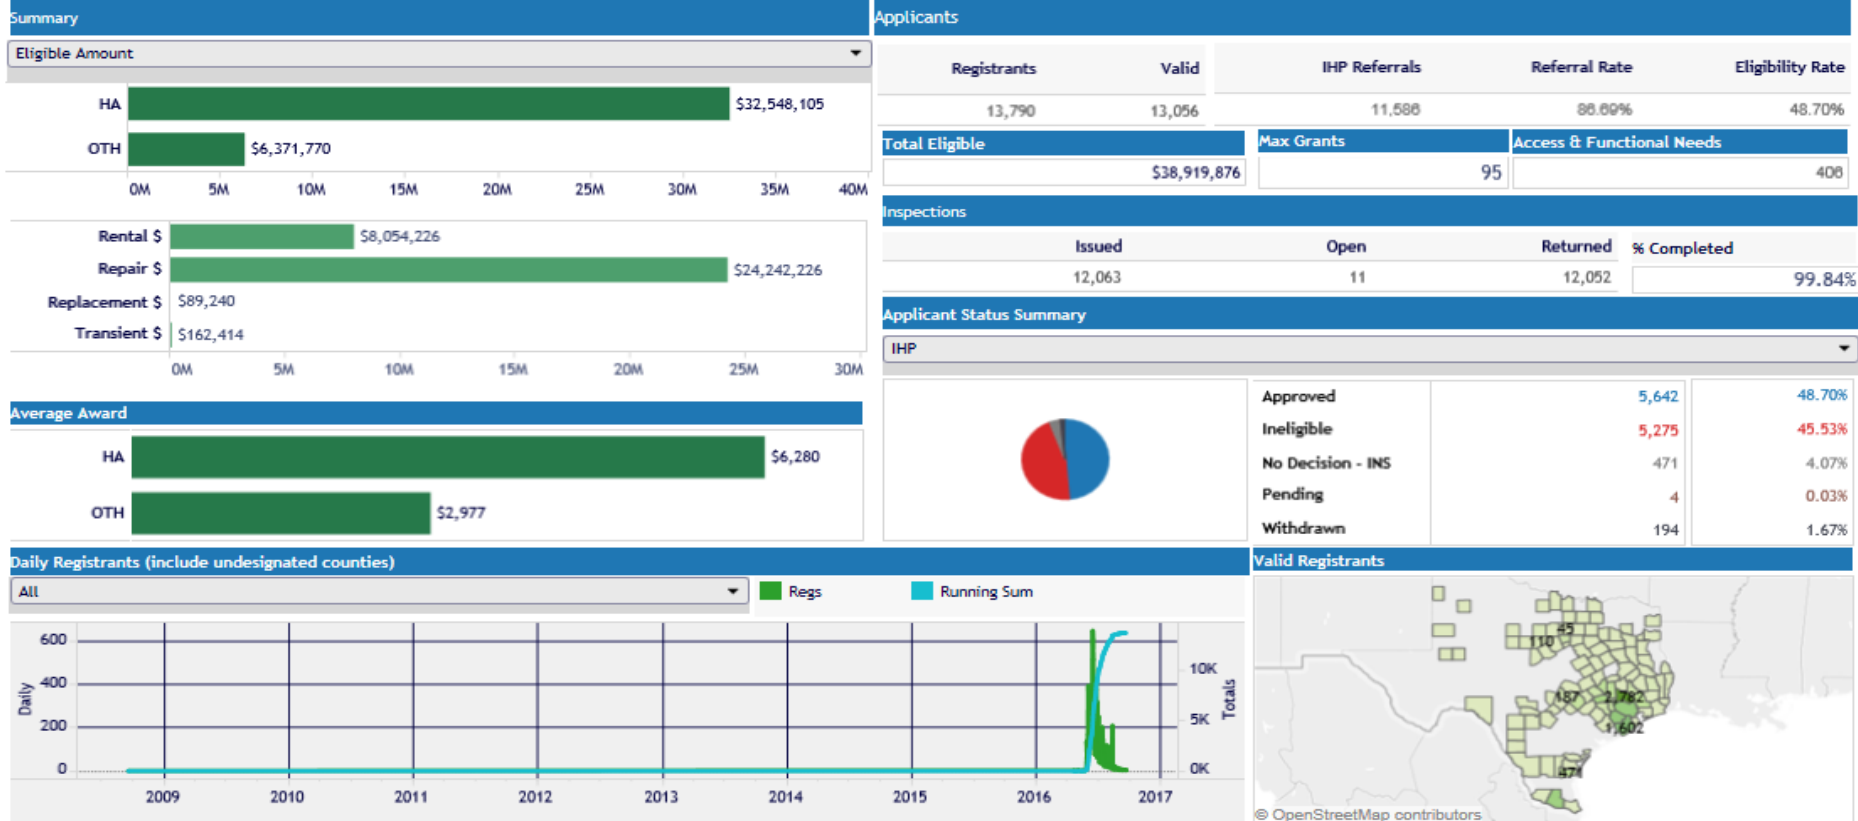 Summary
Eligible Amount
HA $32,548,105
OTH $6,371,770
0M 5M 10M 15M 20M 25M 30M 35M 40M
Rental $ $8,054,226
Repair $ $24,242,226
Replacement $ $89,240
Transient $ $162,414
0M 5M 10M 15M 20M 25M 30M
Average Award
HA $6,280
OTH $2,977
Applicants
Registrants Valid IHP Referrals Referral Rate Eligibility Rate
13,790 13,056 11,586 86.69% 48.70%
Total Eligible Max Grants Access & Functional Needs
$38,919,876 95 406
Inspections
Issued Open Returned % Completed
12,063 11 12,052 99.84%
Applicant Status Summary
IHP
Approved 5,642 48.70%
Ineligible 5,275 45.53%
No Decision - INS 471 4.07%
Pending 4 0.03%
Withdrawn 194 1.67%
Daily Registrants (include undesignated counties)
All Regs Running Sum
Daily
600
400
200
0
10K
5K
0K
Totals
2009 2010 2011 2012 2013 2014 2015 2016 2017
Valid Registrants
45
110
187 2,782
1,602
471
© OpenStreetMap contributors